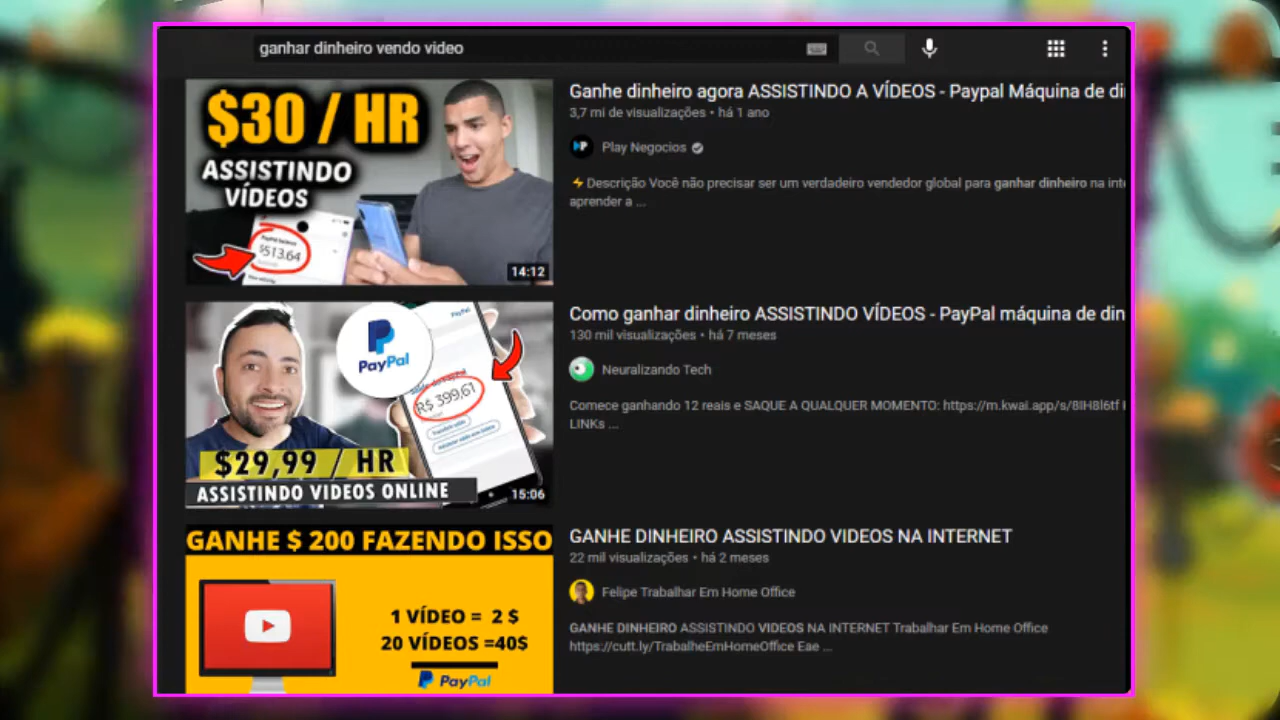 ganhar dinheiro vendo video
$30 / HR
ASSISTINDO
VÍDEOS
PayPal balance
$513.64
14:12
Ganhe dinheiro agora ASSISTINDO A VÍDEOS - Paypal Máquina de di
3,7 mi de visualizações • há 1 ano
Play Negocios
⚡Descrição Você não precisar ser um verdadeiro vendedor global para ganhar dinheiro na inte
aprender a ...
PayPal
PayPal
R$ 399,61
$29,99 / HR
ASSISTINDO VIDEOS ONLINE
15:06
Como ganhar dinheiro ASSISTINDO VÍDEOS - PayPal máquina de din
130 mil visualizações • há 7 meses
Neuralizando Tech
Comece ganhando 12 reais e SAQUE A QUALQUER MOMENTO: https://m.kwai.app/s/8IH8l6tf
LINKs ...
GANHE $ 200 FAZENDO ISSO
1 VÍDEO = 2 $
20 VÍDEOS =40$
PayPal
GANHE DINHEIRO ASSISTINDO VIDEOS NA INTERNET
22 mil visualizações • há 2 meses
Felipe Trabalhar Em Home Office
GANHE DINHEIRO ASSISTINDO VIDEOS NA INTERNET Trabalhar Em Home Office
https://cutt.ly/TrabalheEmHomeOffice Eae ...